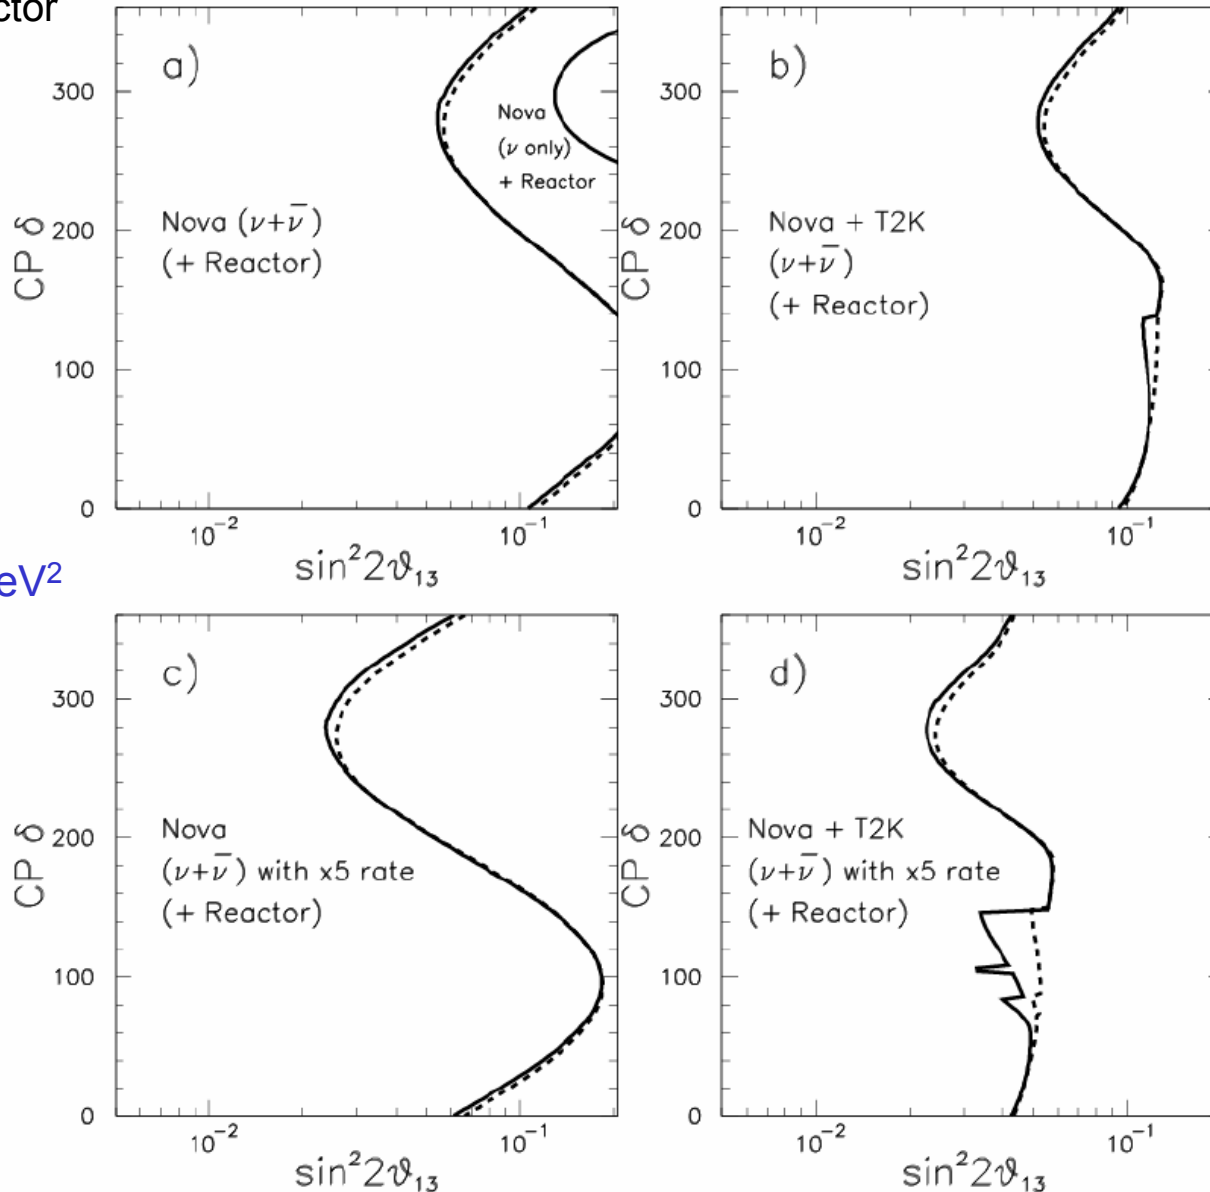 ctor
a)
300
200
100
0
CP δ
Nova
(ν only)
+ Reactor
Nova (ν+ν̅)
(+ Reactor)
10⁻²
10⁻¹
sin²2ϑ₁₃
b)
300
200
100
0
CP δ
Nova + T2K
(ν+ν̅)
(+ Reactor)
10⁻²
10⁻¹
sin²2ϑ₁₃
eV²
c)
300
200
100
0
CP δ
Nova
(ν+ν̅) with x5 rate
(+ Reactor)
10⁻²
10⁻¹
sin²2ϑ₁₃
d)
300
200
100
0
CP δ
Nova + T2K
(ν+ν̅) with x5 rate
(+ Reactor)
10⁻²
10⁻¹
sin²2ϑ₁₃